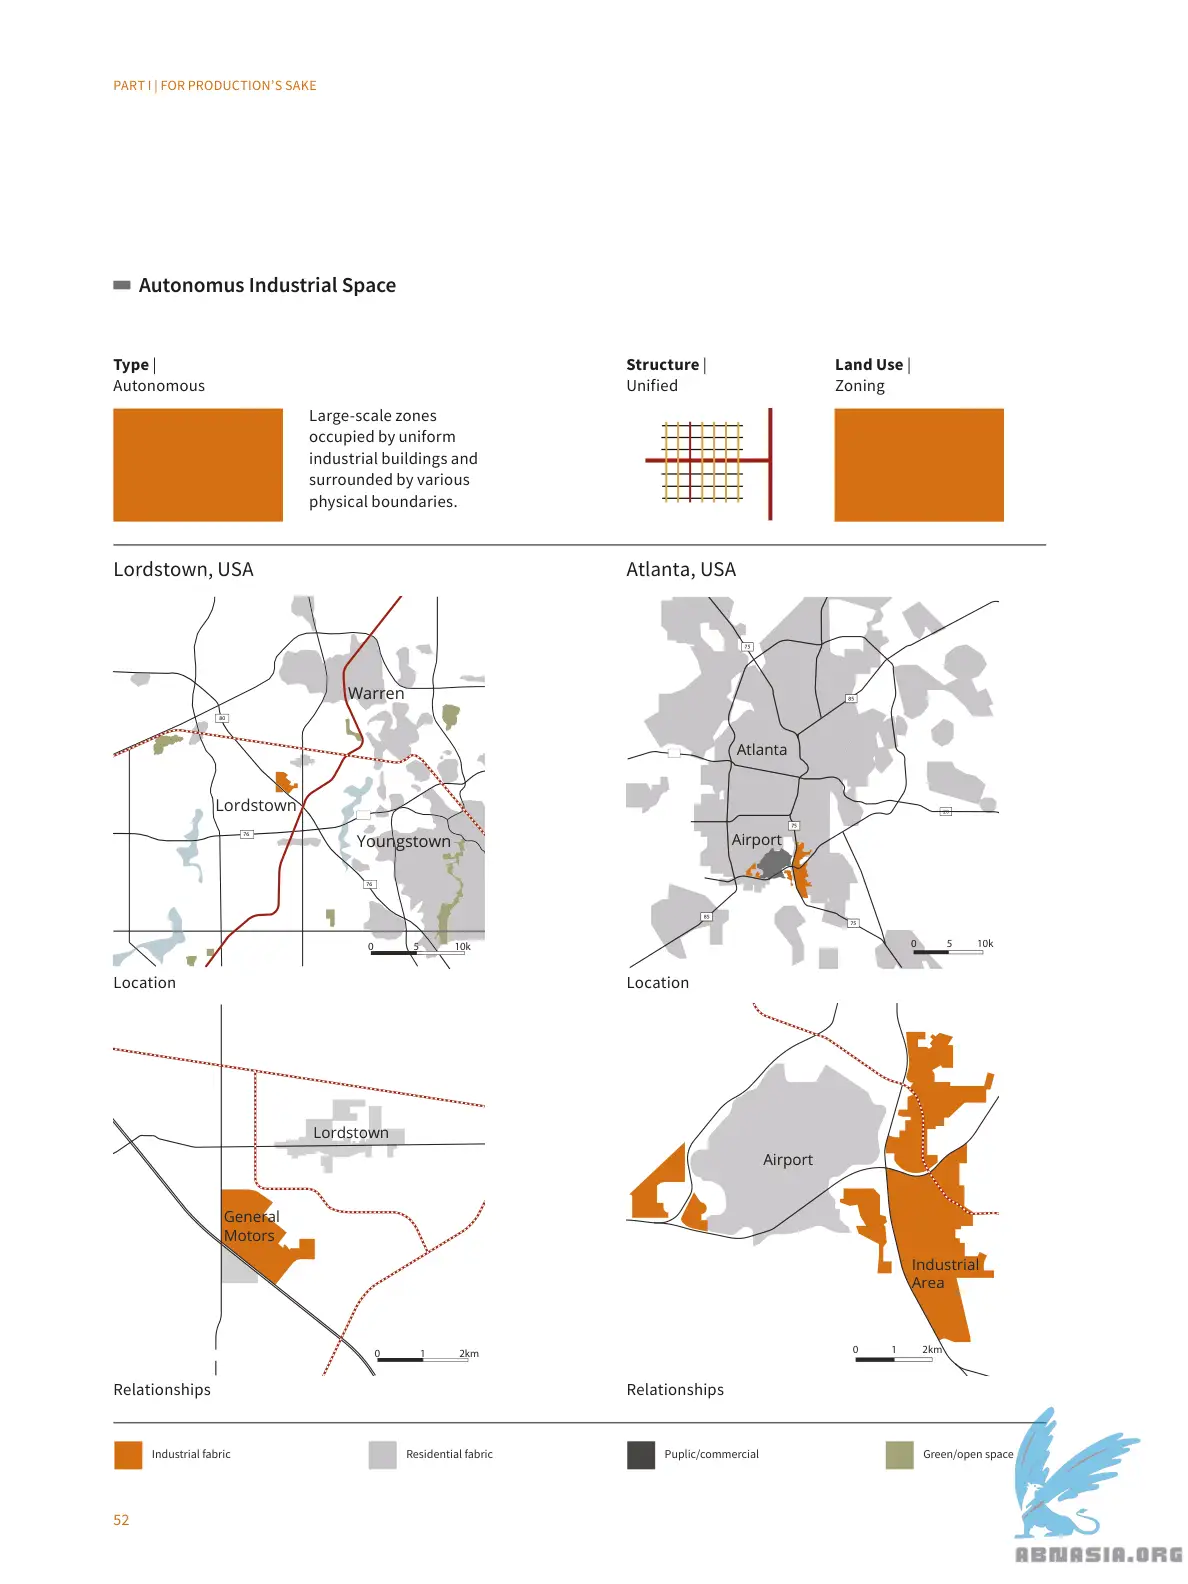 PART I | FOR PRODUCTION'S SAKE
Autonomus Industrial Space
Type |
Autonomous
Large-scale zones
occupied by uniform
industrial buildings and
surrounded by various
physical boundaries.
Structure |
Unified
Land Use |
Zoning
Lordstown, USA
Warren
80
Lordstown
76
Youngstown
76
0 5 10k
Location
Atlanta, USA
75
85
Atlanta
20
75
Airport
85
75
0 5 10k
Location
Lordstown
General
Motors
0 1 2km
Relationships
Airport
Industrial
Area
0 1 2km
Relationships
Industrial fabric
Residential fabric
Puplic/commercial
Green/open space
52
ABNASIA.ORG